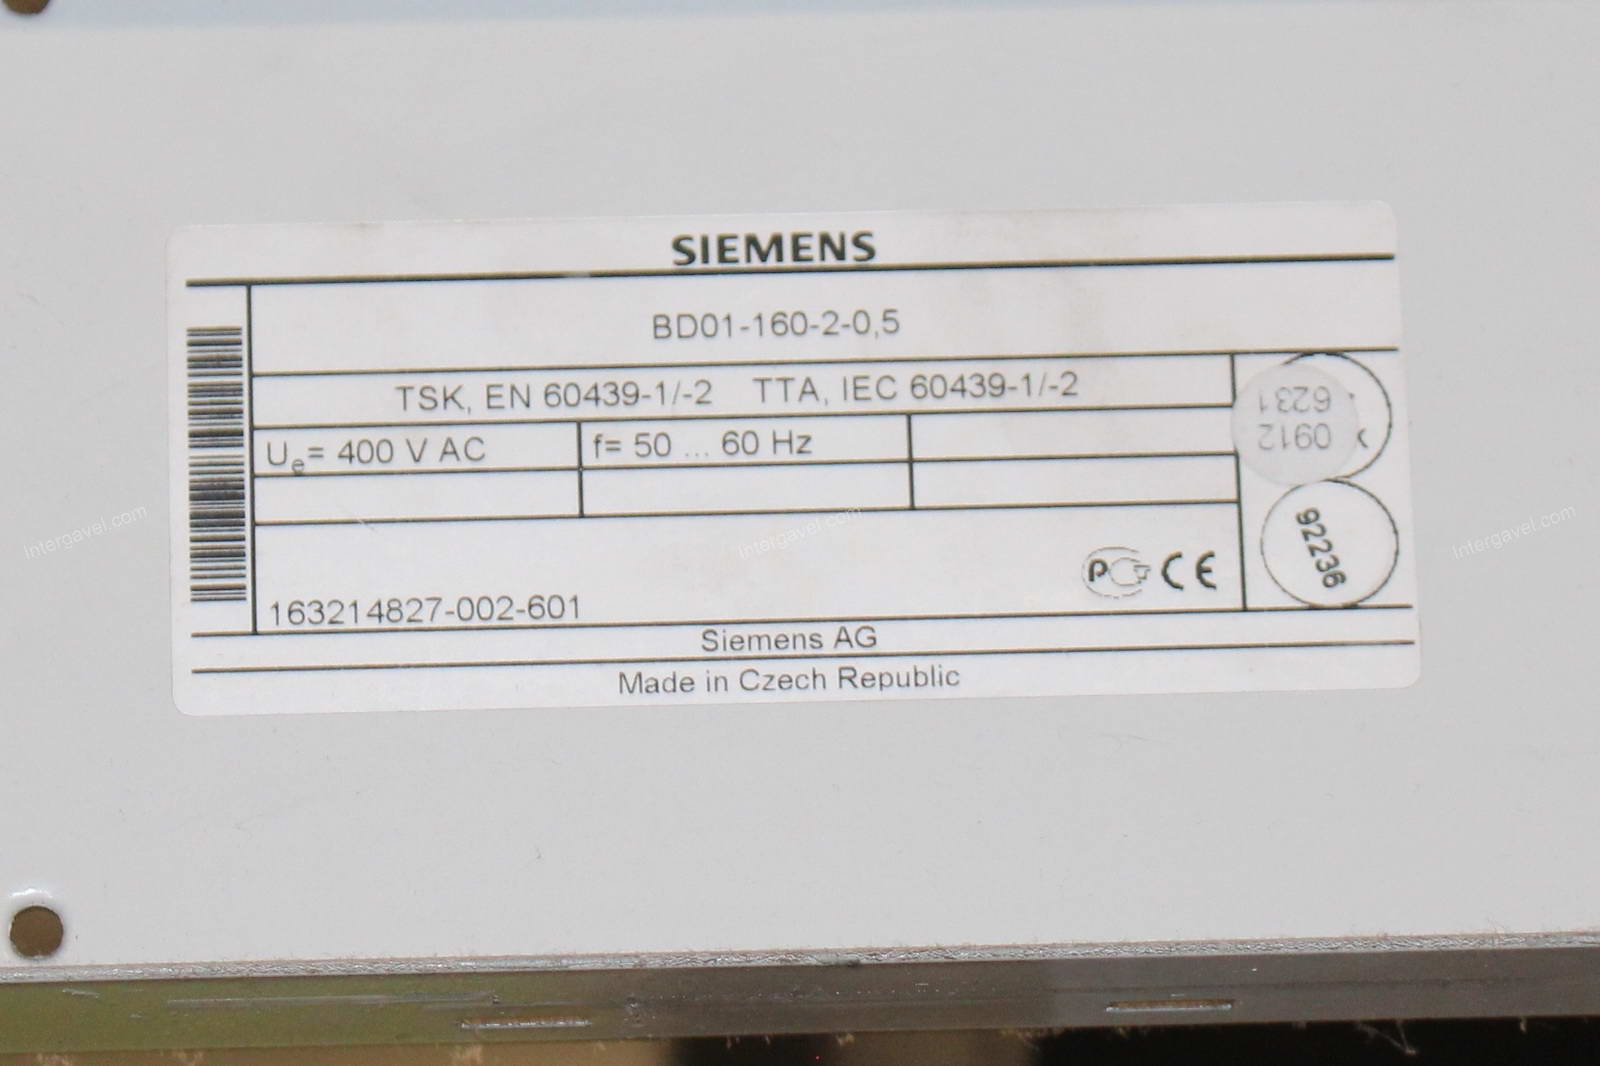 SIEMENS
BD01-160-2-0,5
TSK, EN 60439-1/-2 TTA, IEC 60439-1/-2
Ue= 400 V AC
f= 50 ... 60 Hz
6231
0912
92236
PC CE
163214827-002-601
Siemens AG
Made in Czech Republic
Intergavel.com
Intergavel.com
Intergavel.com